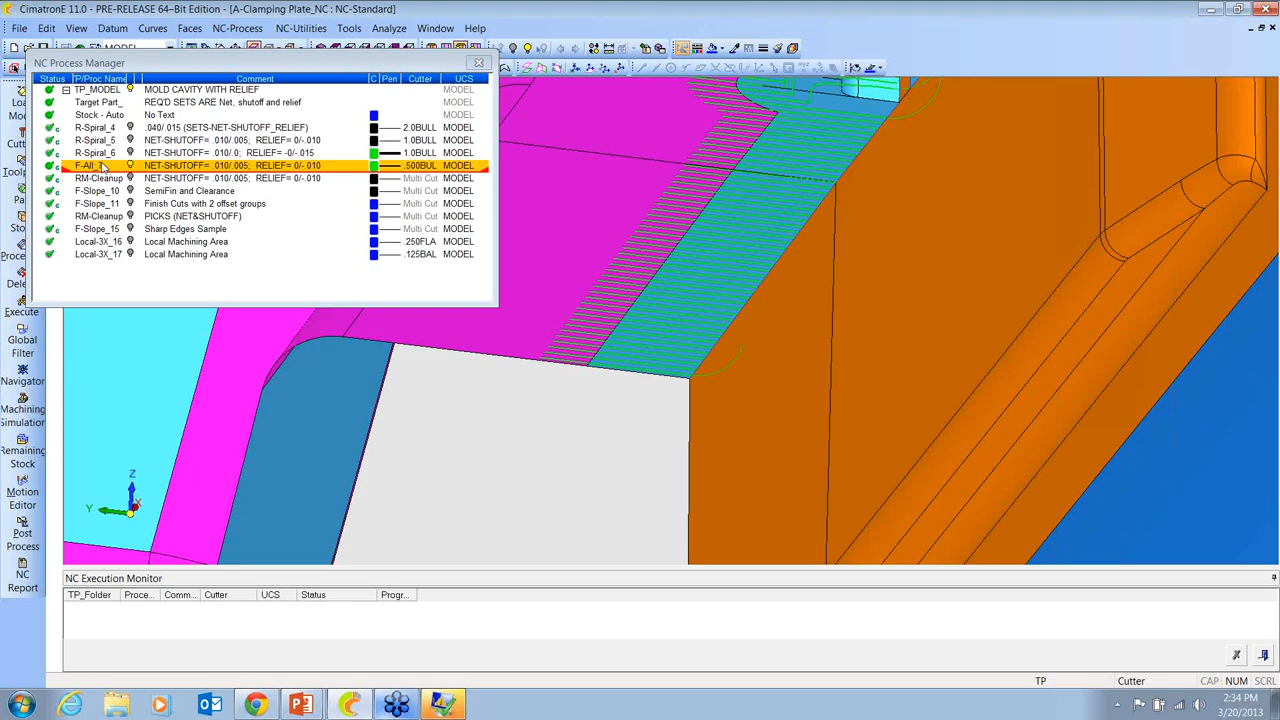 CimatronE 11.0 - PRE-RELEASE 64-Bit Edition - [A-Clamping Plate_NC : NC-Standard]
File Edit View Datum Curves Faces NC-Process NC-Utilities Tools Analyze Window Help
MODEL
NC Process Manager
Status TP/Proc Name Comment C Pen Cutter UCS
TP_MODEL MOLD CAVITY WITH RELIEF MODEL
Target Part_ REQ'D SETS ARE Net, shutoff and relief MODEL
Stock - Auto No Text MODEL
R-Spiral_4 .040/.015 (SETS-NET-SHUTOFF_RELIEF) 2.0BULL MODEL
R-Spiral_5 NET-SHUTOFF= .010/.005; RELIEF= 0/-.010 1.0BULL MODEL
R-Spiral_6 NET-SHUTOFF= .010/.0; RELIEF= -0/-.015 1.0BULL MODEL
F-All_ NET-SHUTOFF= .010/.005; RELIEF= 0/-.010 .500BUL MODEL
RM-Cleanup NET-SHUTOFF= .010/.005; RELIEF= 0/-.010 Multi Cut MODEL
F-Slope_10 SemiFin and Clearance Multi Cut MODEL
F-Slope_11 Finish Cuts with 2 offset groups Multi Cut MODEL
RM-Cleanup PICKS (NET&SHUTOFF) Multi Cut MODEL
F-Slope_15 Sharp Edges Sample Multi Cut MODEL
Local-3X_16 Local Machining Area .250FLA MODEL
Local-3X_17 Local Machining Area .125BAL MODEL
Execute
Global
Filter
Navigator
Machining
Simulator
Remaining
Stock
Motion
Editor
Post
Process
NC
Report
Z
Y
X
NC Execution Monitor
TP_Folder Proce... Comm... Cutter UCS Status Progr...
TP Cutter CAP NUM SCRL
2:34 PM
3/20/2013